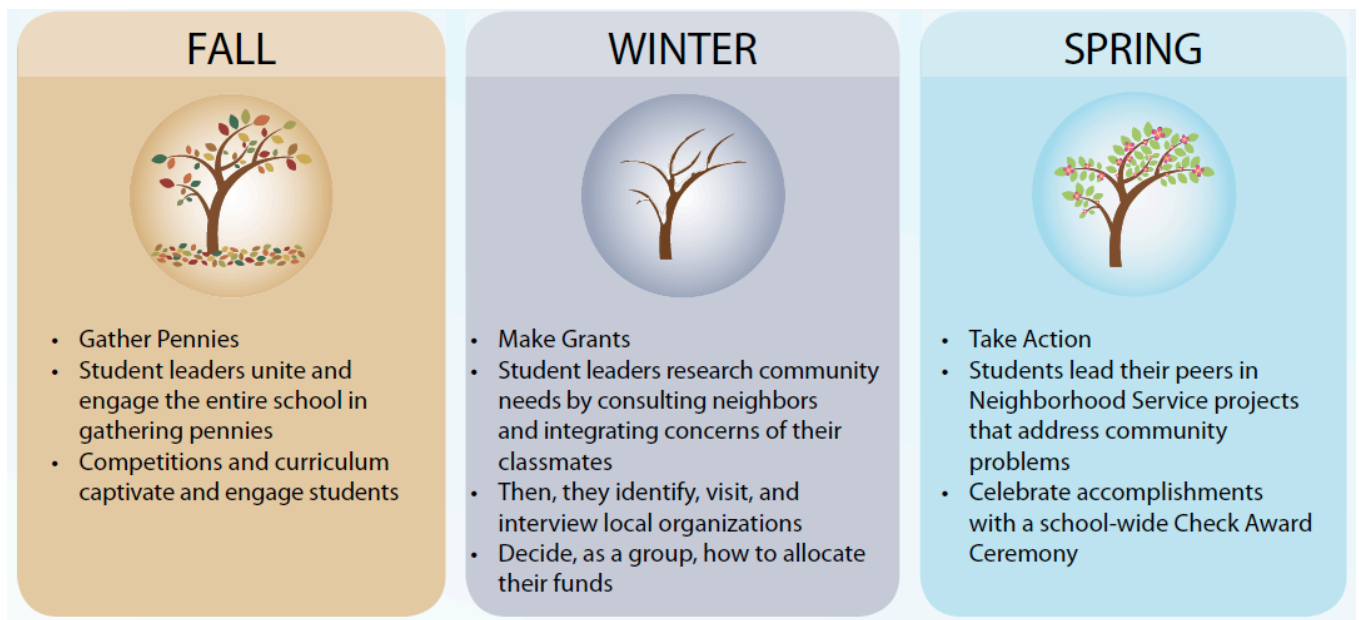 FALL
• Gather Pennies
• Student leaders unite and
engage the entire school in
gathering pennies
• Competitions and curriculum
captivate and engage students
WINTER
• Make Grants
• Student leaders research community
needs by consulting neighbors
and integrating concerns of their
classmates
• Then, they identify, visit, and
interview local organizations
• Decide, as a group, how to allocate
their funds
SPRING
• Take Action
• Students lead their peers in
Neighborhood Service projects
that address community
problems
• Celebrate accomplishments
with a school-wide Check Award
Ceremony